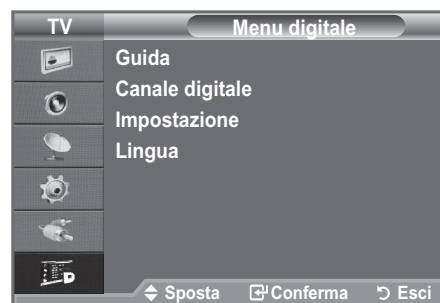 TV
Menu digitale
Guida
Canale digitale
Impostazione
Lingua
D
Sposta Conferma Esci